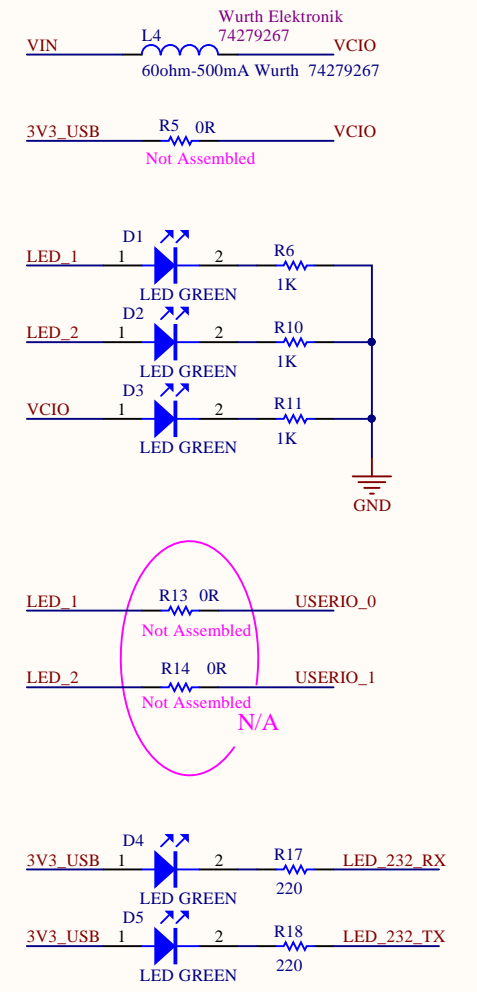 Wurth Elektronik
L4 74279267
VIN VCIO
60ohm-500mA Wurth 74279267
R5 0R
3V3_USB VCIO
Not Assembled
D1
LED_1 1 2 R6
LED GREEN 1K
D2
LED_2 1 2 R10
LED GREEN 1K
D3
VCIO 1 2 R11
LED GREEN 1K
GND
R13 0R
LED_1 USERIO_0
Not Assembled
R14 0R
LED_2 USERIO_1
Not Assembled
N/A
D4
3V3_USB 1 2 R17 LED_232_RX
LED GREEN 220
D5
3V3_USB 1 2 R18 LED_232_TX
LED GREEN 220